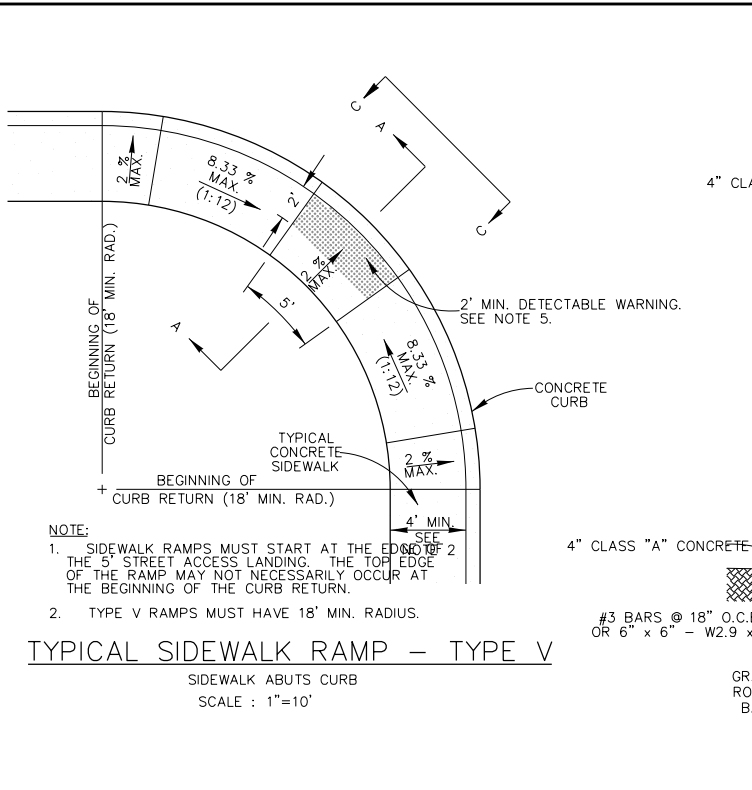 C
A
4" CLA
2 %
MAX.
8.33 %
MAX.
(1:12)
2'
C
2 %
MAX.
5'
2' MIN. DETECTABLE WARNING.
SEE NOTE 5.
A
BEGINNING OF
CURB RETURN (18' MIN. RAD.)
8.33 %
MAX.
(1:12)
CONCRETE
CURB
TYPICAL
CONCRETE
SIDEWALK
2 %
MAX.
BEGINNING OF
CURB RETURN (18' MIN. RAD.)
4' MIN.
SEE
NOTE 2
NOTE:
1. SIDEWALK RAMPS MUST START AT THE EDGE OF
THE 5' STREET ACCESS LANDING. THE TOP EDGE
OF THE RAMP MAY NOT NECESSARILY OCCUR AT
THE BEGINNING OF THE CURB RETURN.
2. TYPE V RAMPS MUST HAVE 18' MIN. RADIUS.
4" CLASS "A" CONCRETE
#3 BARS @ 18" O.C.
OR 6" x 6" – W2.9 x
TYPICAL SIDEWALK RAMP – TYPE V
SIDEWALK ABUTS CURB
SCALE : 1"=10'
GR
RO
B